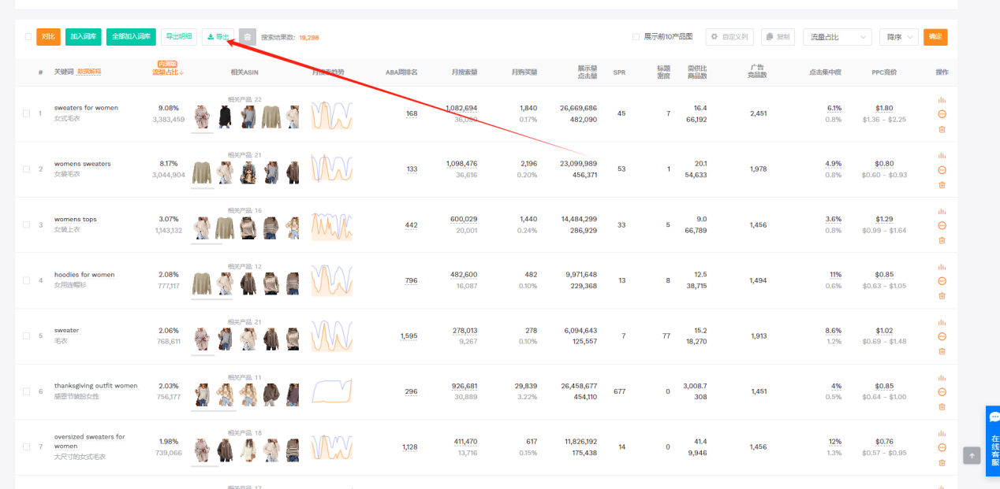 对比 加入词库 全部加入词库 导出明细 导出 搜索结果数: 19,298 展示前10产品图 自定义列 复制 流量占比 降序 确定
# 关键词 数据解释 内测版 流量占比 相关ASIN 月搜索趋势 ABA周排名 月搜索量 月购买量 展示量 点击量 SPR 标题密度 需供比 商品数 广告竞品数 点击集中度 PPC竞价 操作
相关产品: 22
1 sweaters for women 9.08% 168 1,082,694 1,840 26,669,686 45 7 16.4 2,451 6.1% $1.80
女式毛衣 3,383,459 36,090 0.17% 482,090 66,192 0.8% $1.36 - $2.25
相关产品: 21
2 womens sweaters 8.17% 133 1,098,476 2,196 23,099,989 53 1 20.1 1,978 4.9% $0.80
女装毛衣 3,044,904 36,616 0.20% 456,371 54,633 0.8% $0.60 - $0.93
相关产品: 16
3 womens tops 3.07% 442 600,029 1,440 14,484,299 33 5 9.0 1,456 3.6% $1.29
女装上衣 1,143,132 20,001 0.24% 286,929 66,789 0.8% $0.99 - $1.64
相关产品: 12
4 hoodies for women 2.08% 796 482,600 482 9,971,648 13 8 12.5 1,494 11% $0.85
女用连帽衫 777,117 16,087 0.10% 229,368 38,715 0.6% $0.63 - $1.05
相关产品: 21
5 sweater 2.06% 1,595 278,013 278 6,094,643 7 77 15.2 1,913 8.6% $1.02
毛衣 768,611 9,267 0.10% 125,557 18,270 1.2% $0.69 - $1.48
相关产品: 11
6 thanksgiving outfit women 2.03% 296 926,681 29,839 26,458,677 677 0 3,008.7 1,451 4% $0.85
感恩节装扮女性 756,177 30,889 3.22% 454,110 308 0.5% $0.64 - $1.00
相关产品: 18
7 oversized sweaters for women 1.98% 1,128 411,470 617 11,826,192 14 0 41.4 1,456 12% $0.76
大尺寸的女式毛衣 739,066 13,716 0.15% 175,438 9,946 1.3% $0.57 - $0.95
相关产品: 17
在线客服